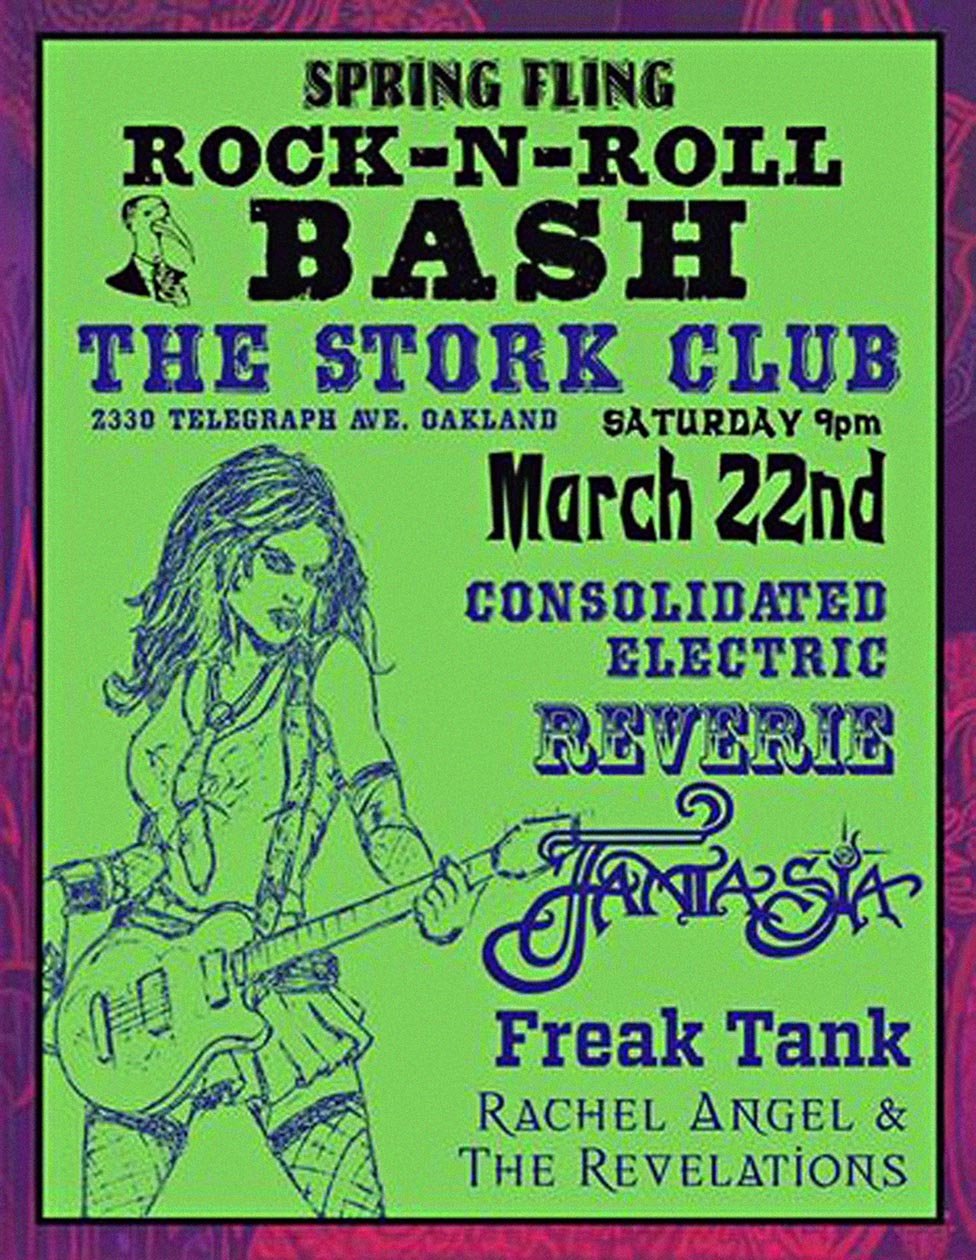 SPRING FLING
ROCK-N-ROLL
BASH
THE STORK CLUB
2330 TELEGRAPH AVE. OAKLAND SATURDAY 9pm
March 22nd
CONSOLIDATED
ELECTRIC
REVERIE
FANTASIA
Freak Tank
RACHEL ANGEL &
THE REVELATIONS